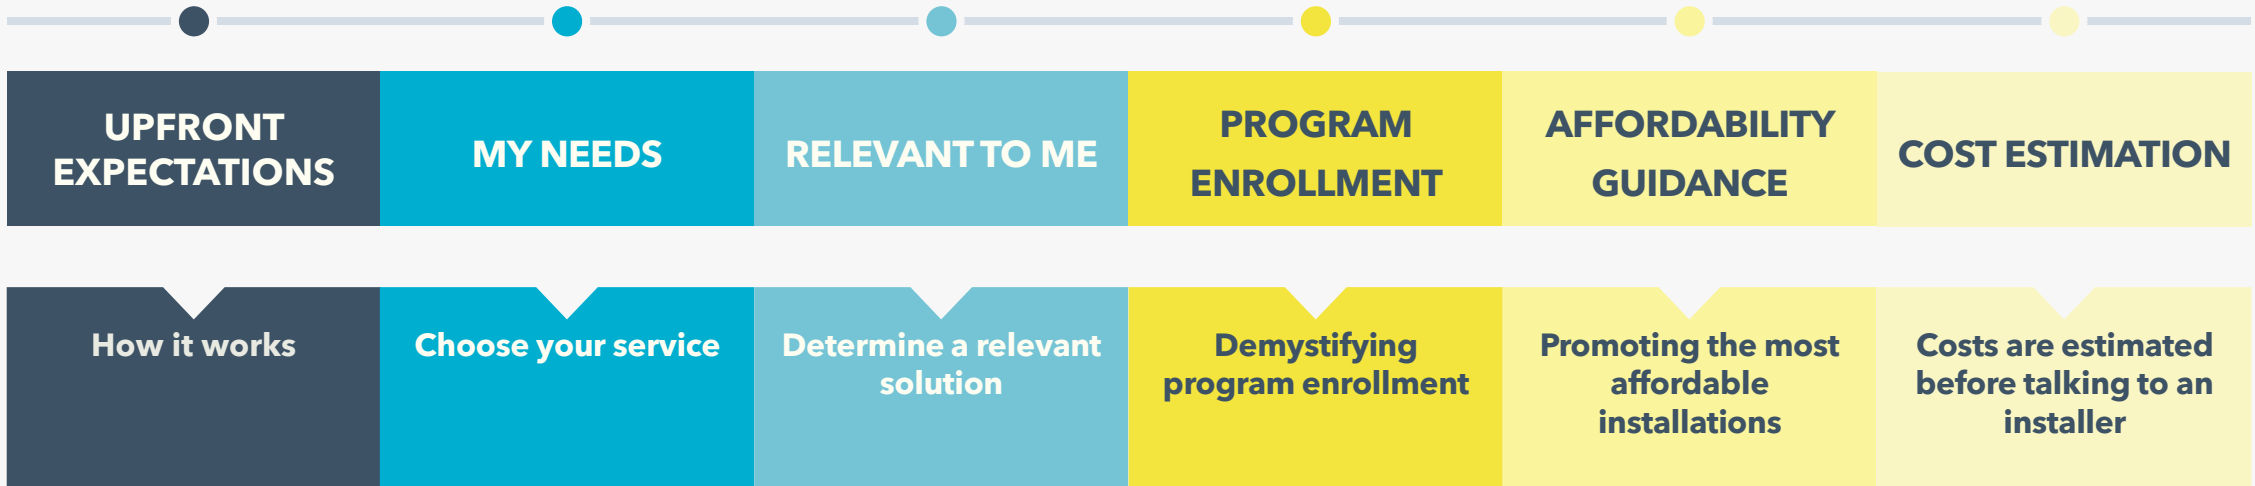 UPFRONT
EXPECTATIONS
MY NEEDS
RELEVANT TO ME
PROGRAM
ENROLLMENT
AFFORDABILITY
GUIDANCE
COST ESTIMATION
How it works
Choose your service
Determine a relevant
solution
Demystifying
program enrollment
Promoting the most
affordable
installations
Costs are estimated
before talking to an
installer